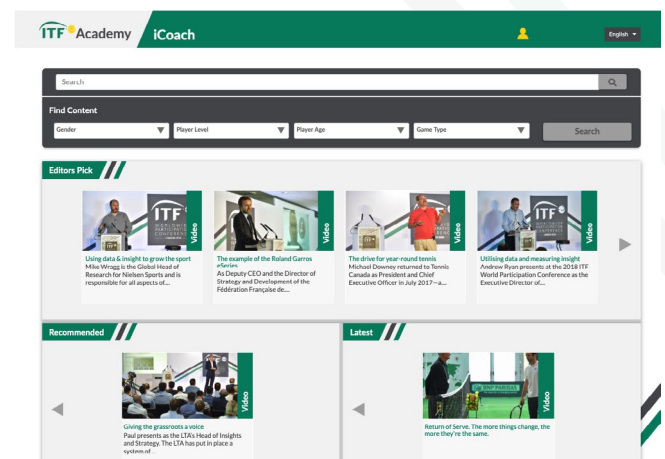 ITF Academy
iCoach
English
Search
Find Content
Gender
Player Level
Player Age
Game Type
Search
Editors Pick
ITF
Video
Using data & insight to grow the sport
Mike Wragg is the Global Head of
Research for Nielsen Sports and is
responsible for all aspects of....
Video
The example of the Roland Garros
eSeries
As Deputy CEO and the Director of
Strategy and Development of the
Fédération Française de....
Video
The drive for year-round tennis
Michael Downey returned to Tennis
Canada as President and Chief
Executive Officer in July 2017—a....
ITF
Video
Utilising data and measuring insight
Andrew Ryan presents at the 2018 ITF
World Participation Conference as the
Executive Director of....
Recommended
Video
Giving the grassroots a voice
Paul presents as the LTA's Head of Insights
and Strategy. The LTA has put in place a
system of ...
Latest
BNP PARIBAS
Video
Return of Serve. The more things change, the
more they're the same.